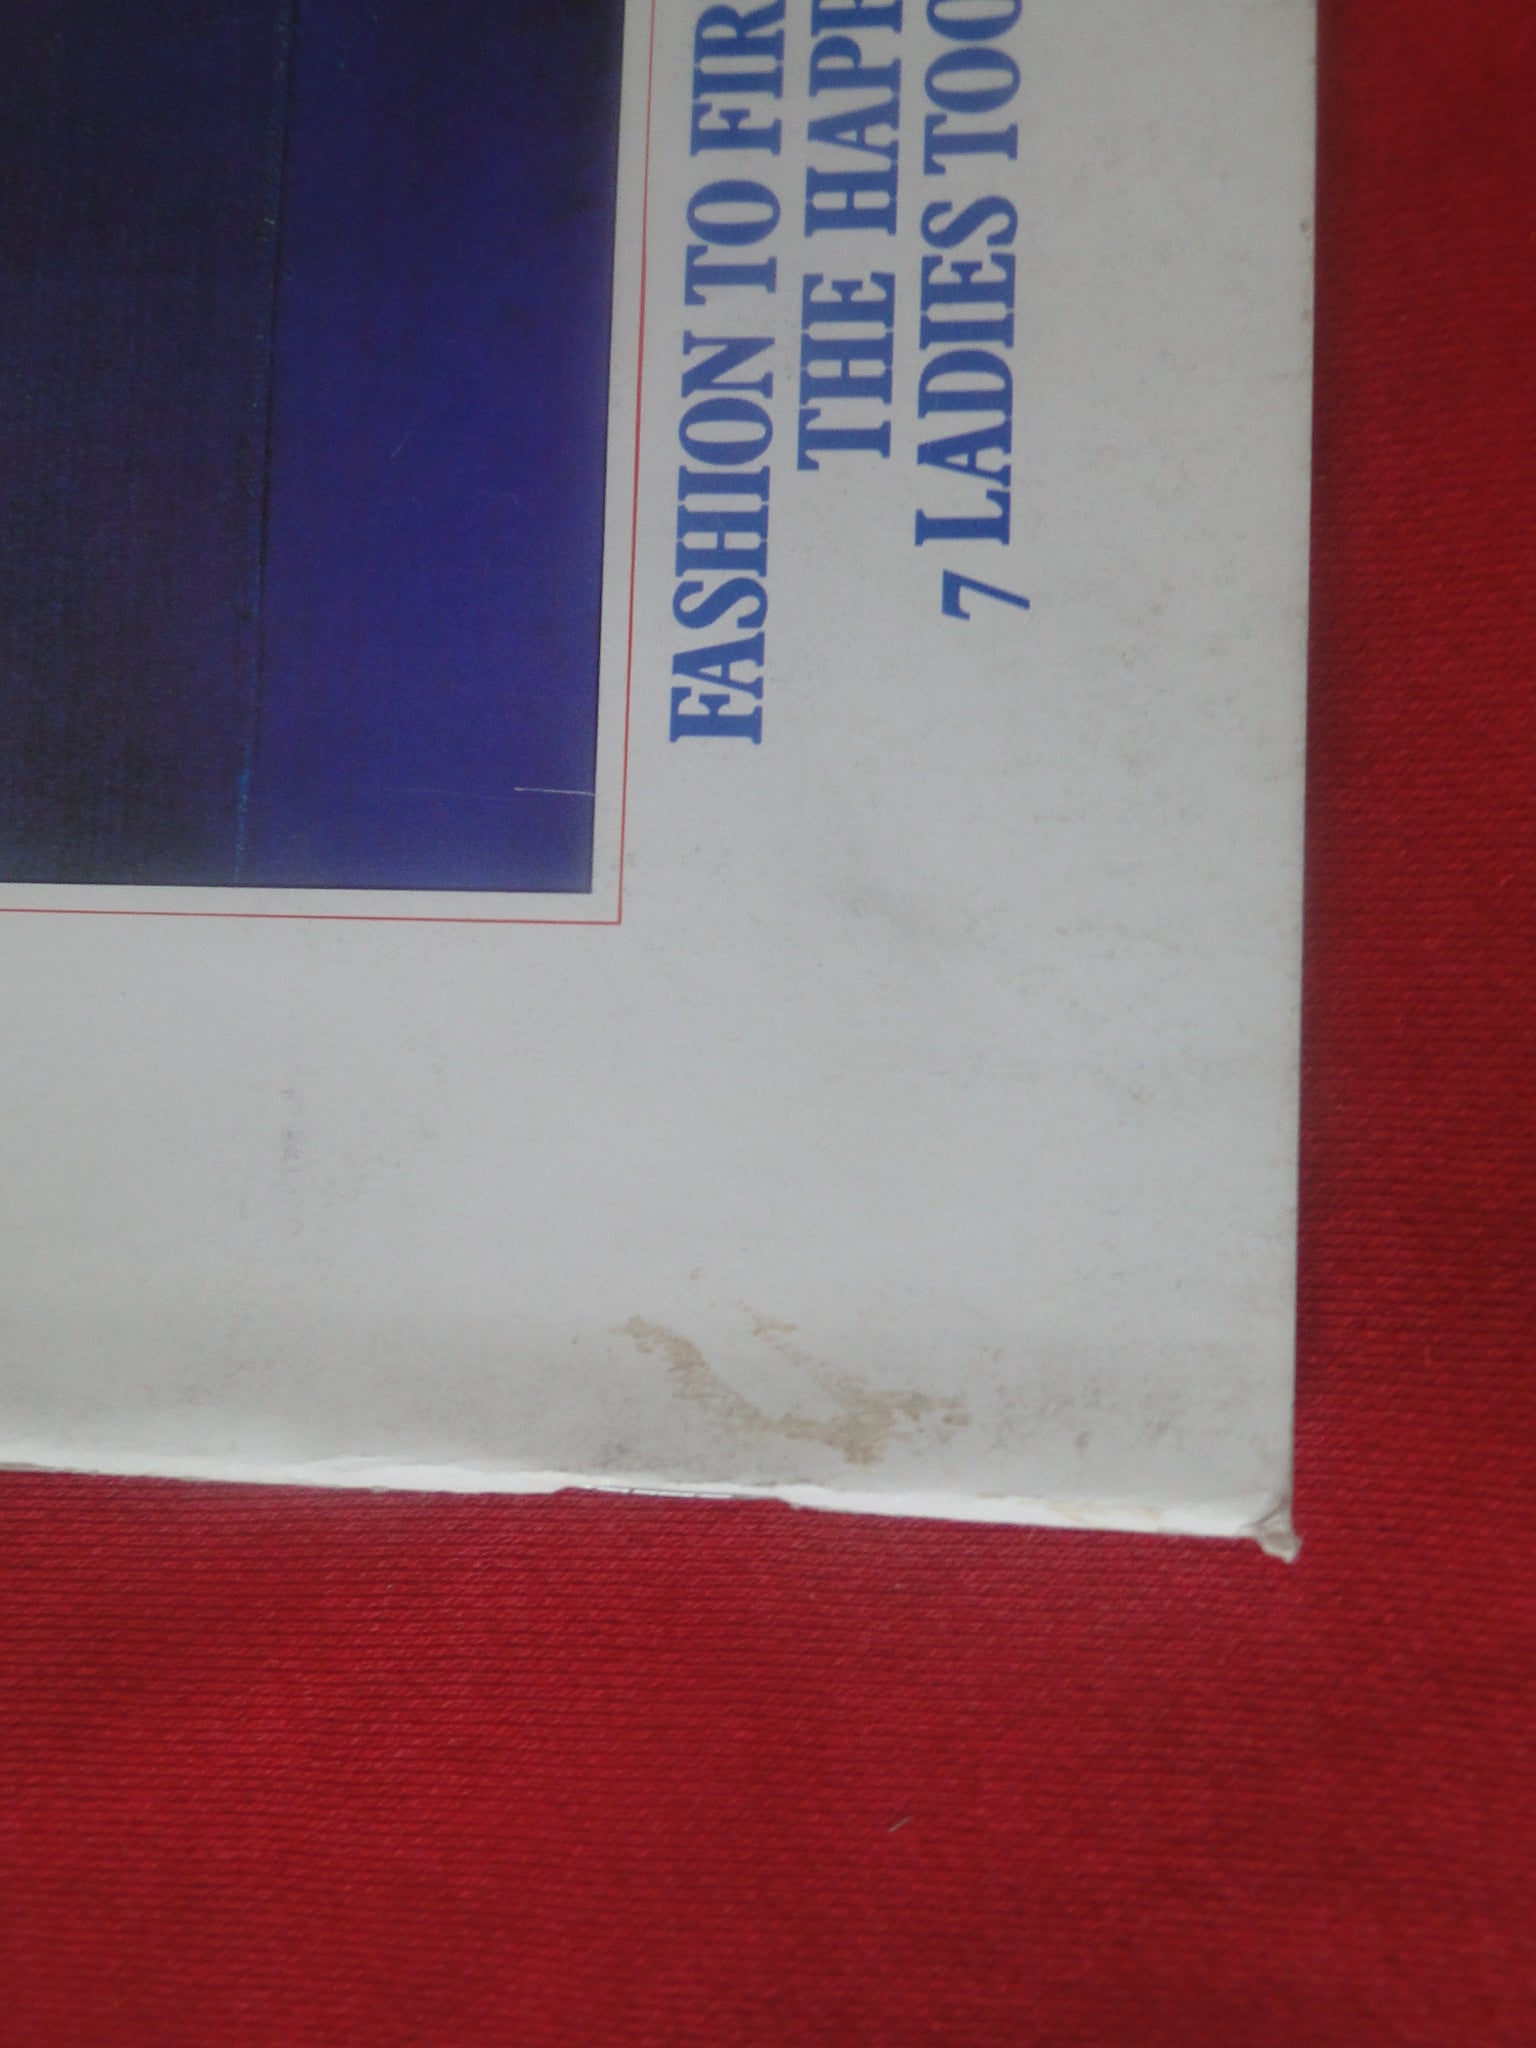 FASHION TO FIR
THE HAPP
7 LADIES TOO